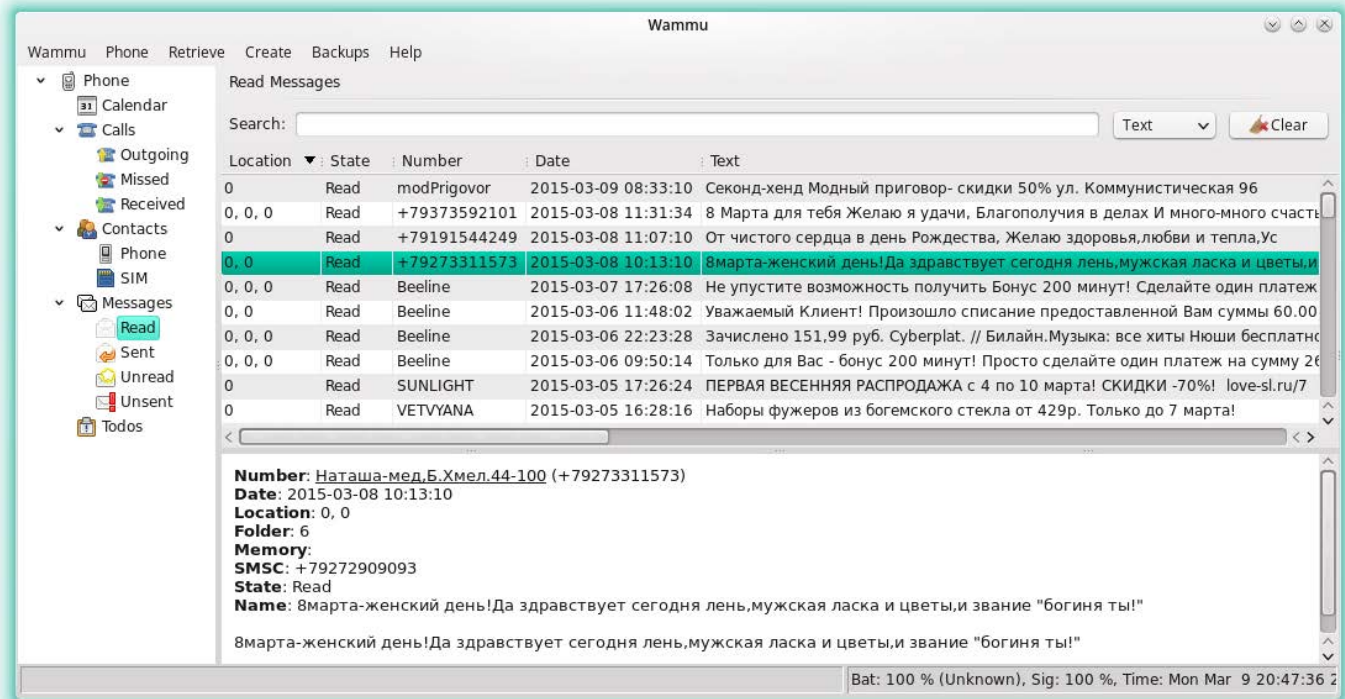 Wammu
Wammu Phone Retrieve Create Backups Help
Phone
31 Calendar
Calls
Outgoing
Missed
Received
Contacts
Phone
SIM
Messages
Read
Sent
Unread
Unsent
Todos
Read Messages
Search: Text Clear
Location State Number Date Text
0 Read modPrigovor 2015-03-09 08:33:10 Секонд-хенд Модный приговор- скидки 50% ул. Коммунистическая 96
0, 0, 0 Read +79373592101 2015-03-08 11:31:34 8 Марта для тебя Желаю я удачи, Благополучия в делах И много-много счасть
0 Read +79191544249 2015-03-08 11:07:10 От чистого сердца в день Рождества, Желаю здоровья,любви и тепла,Ус
0, 0 Read +79273311573 2015-03-08 10:13:10 8марта-женский день!Да здравствует сегодня лень,мужская ласка и цветы,и
0, 0, 0 Read Beeline 2015-03-07 17:26:08 Не упустите возможность получить Бонус 200 минут! Сделайте один платеж
0, 0 Read Beeline 2015-03-06 11:48:02 Уважаемый Клиент! Произошло списание предоставленной Вам суммы 60.00
0, 0, 0 Read Beeline 2015-03-06 22:23:28 Зачислено 151,99 руб. Cyberplat. // Билайн.Музыка: все хиты Нюши бесплатно
0, 0, 0 Read Beeline 2015-03-06 09:50:14 Только для Вас - бонус 200 минут! Просто сделайте один платеж на сумму 26
0 Read SUNLIGHT 2015-03-05 17:26:24 ПЕРВАЯ ВЕСЕННЯЯ РАСПРОДАЖА с 4 по 10 марта! СКИДКИ -70%! love-sl.ru/7
0 Read VETVYANA 2015-03-05 16:28:16 Наборы фужеров из богемского стекла от 429р. Только до 7 марта!
Number: Наташа-мед,Б.Хмел.44-100 (+79273311573)
Date: 2015-03-08 10:13:10
Location: 0, 0
Folder: 6
Memory:
SMSC: +79272909093
State: Read
Name: 8марта-женский день!Да здравствует сегодня лень,мужская ласка и цветы,и звание "богиня ты!"
8марта-женский день!Да здравствует сегодня лень,мужская ласка и цветы,и звание "богиня ты!"
Bat: 100 % (Unknown), Sig: 100 %, Time: Mon Mar 9 20:47:36 2